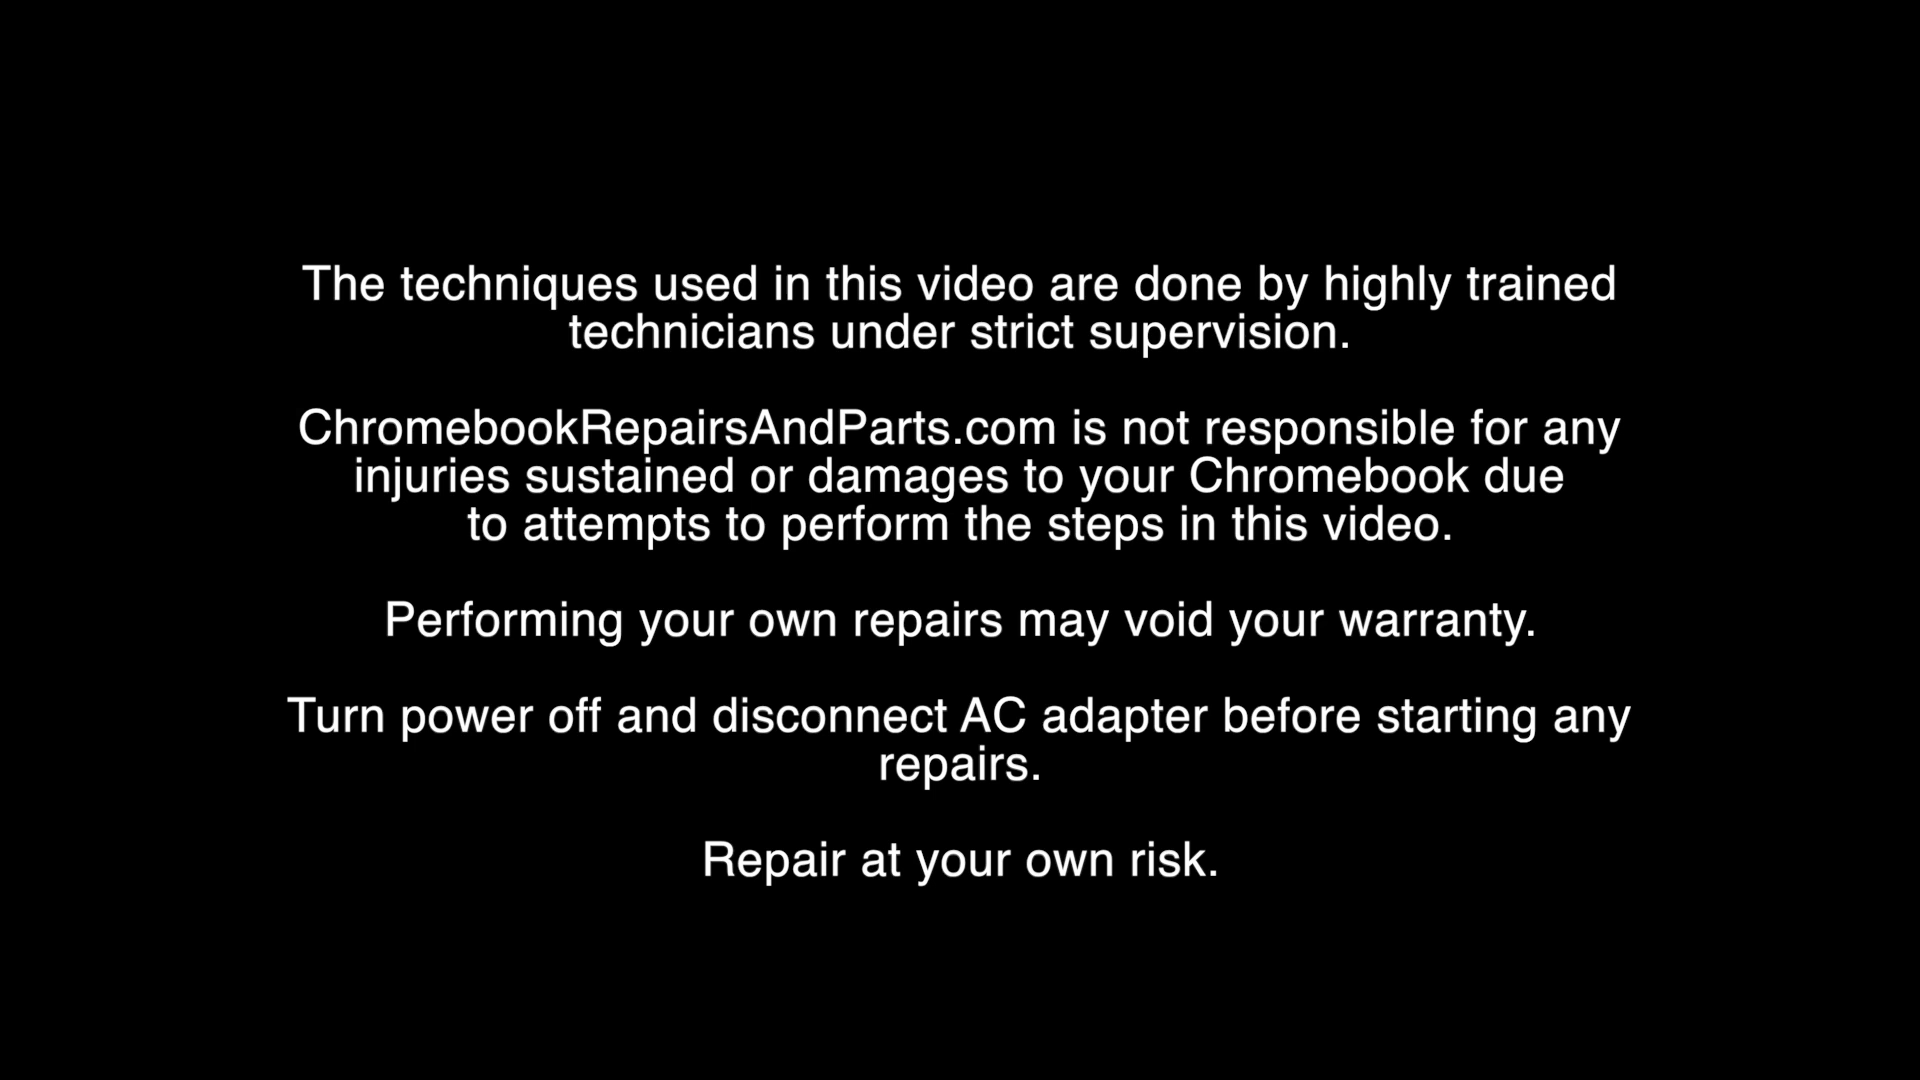 The techniques used in this video are done by highly trained
technicians under strict supervision.
ChromebookRepairsAndParts.com is not responsible for any
injuries sustained or damages to your Chromebook due
to attempts to perform the steps in this video.
Performing your own repairs may void your warranty.
Turn power off and disconnect AC adapter before starting any
repairs.
Repair at your own risk.